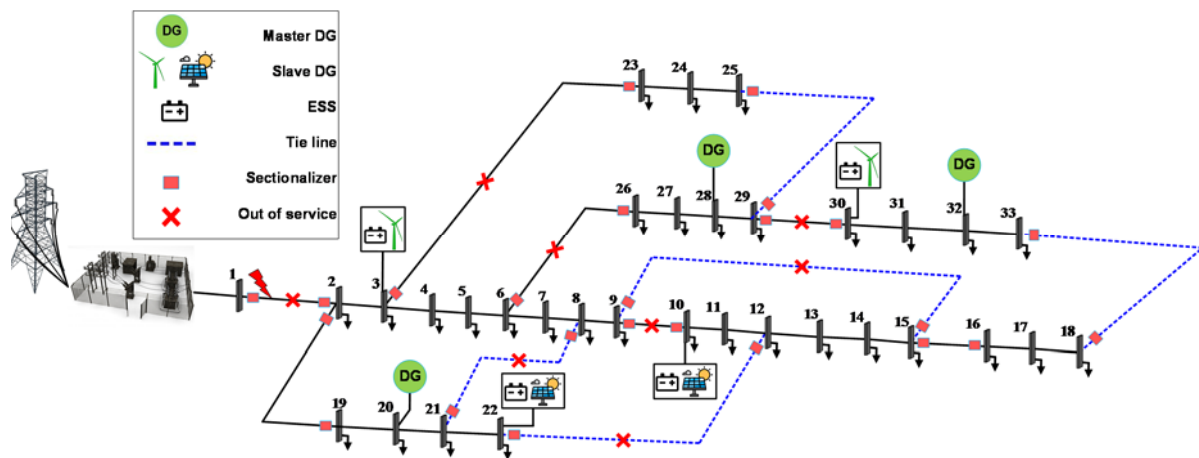 DG
Master DG
Slave DG
ESS
Tie line
Sectionalizer
Out of service
23 24 25
DG
DG
26 27 28 29 30 31 32 33
1 2 3 4 5 6 7 8 9 10 11 12 13 14 15 16 17 18
DG
19 20 21 22